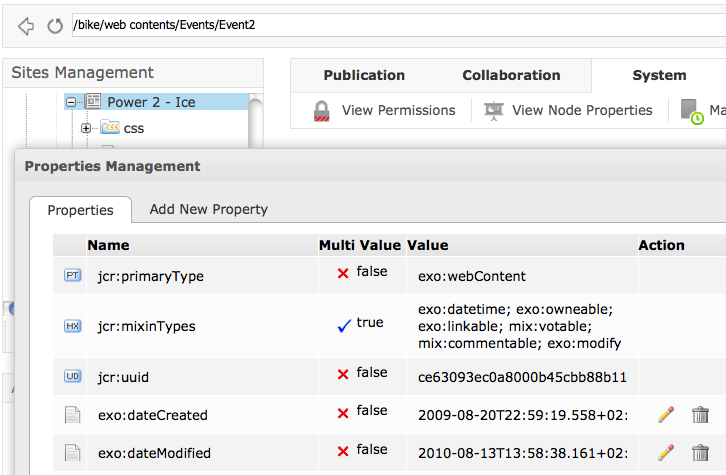 /bike/web contents/Events/Event2
Sites Management
Publication Collaboration System
Power 2 - Ice
View Permissions View Node Properties Ma
css
Properties Management
Properties Add New Property
Name Multi Value Value Action
PT jcr:primaryType false exo:webContent
MX jcr:mixinTypes true exo:datetime; exo:owneable;
exo:linkable; mix:votable;
mix:commentable; exo:modify
UD jcr:uuid false ce63093ec0a8000b45cbb88b11
exo:dateCreated false 2009-08-20T22:59:19.558+02:
exo:dateModified false 2010-08-13T13:58:38.161+02: